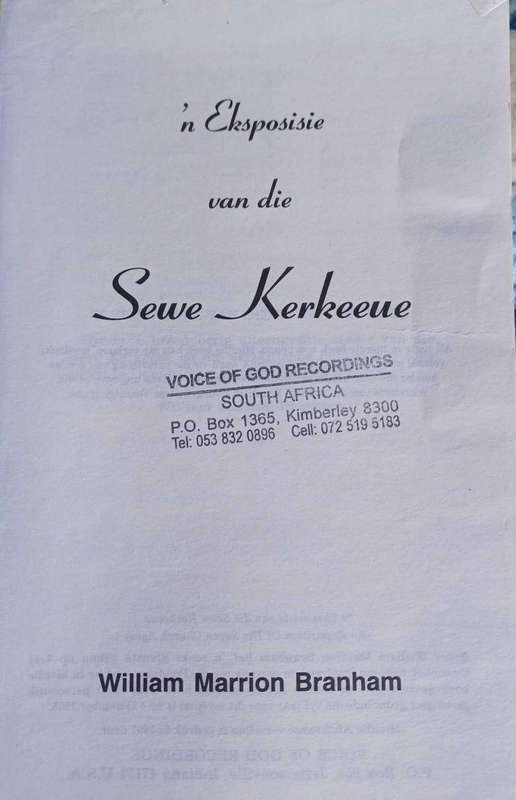 'n Eksposisie
van die
Sewe Kerkeeue
VOICE OF GOD RECORDINGS
SOUTH AFRICA
P.O. Box 1365, Kimberley 8300
Tel: 053 832 0896 Cell: 072 519 5183
William Marrion Branham